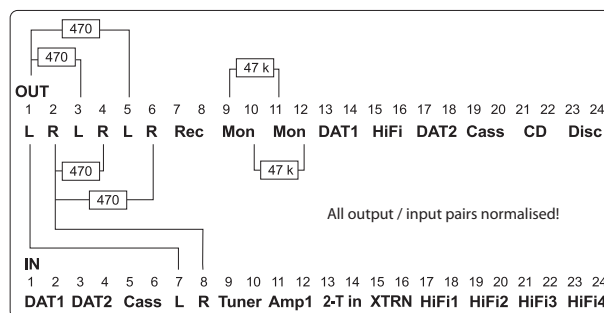 470
470
47 k
OUT
1 2 3 4 5 6 7 8 9 10 11 12 13 14 15 16 17 18 19 20 21 22 23 24
L R L R L R Rec Mon Mon DAT1 HiFi DAT2 Cass CD Disc
470
47 k
470
All output / input pairs normalised!
IN
1 2 3 4 5 6 7 8 9 10 11 12 13 14 15 16 17 18 19 20 21 22 23 24
DAT1 DAT2 Cass L R Tuner Amp1 2-T in XTRN HiFi1 HiFi2 HiFi3 HiFi4